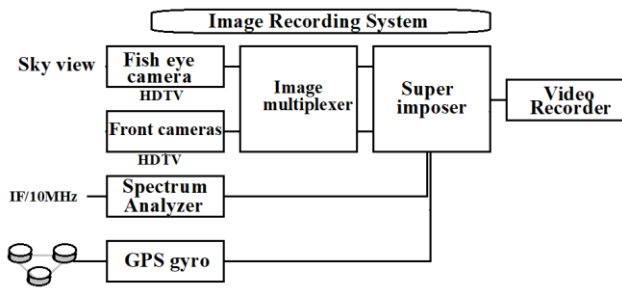 Image Recording System
Sky view
Fish eye
camera
HDTV
Front cameras
HDTV
Image
multiplexer
Super
imposer
Video
Recorder
IF/10MHz
Spectrum
Analyzer
GPS gyro